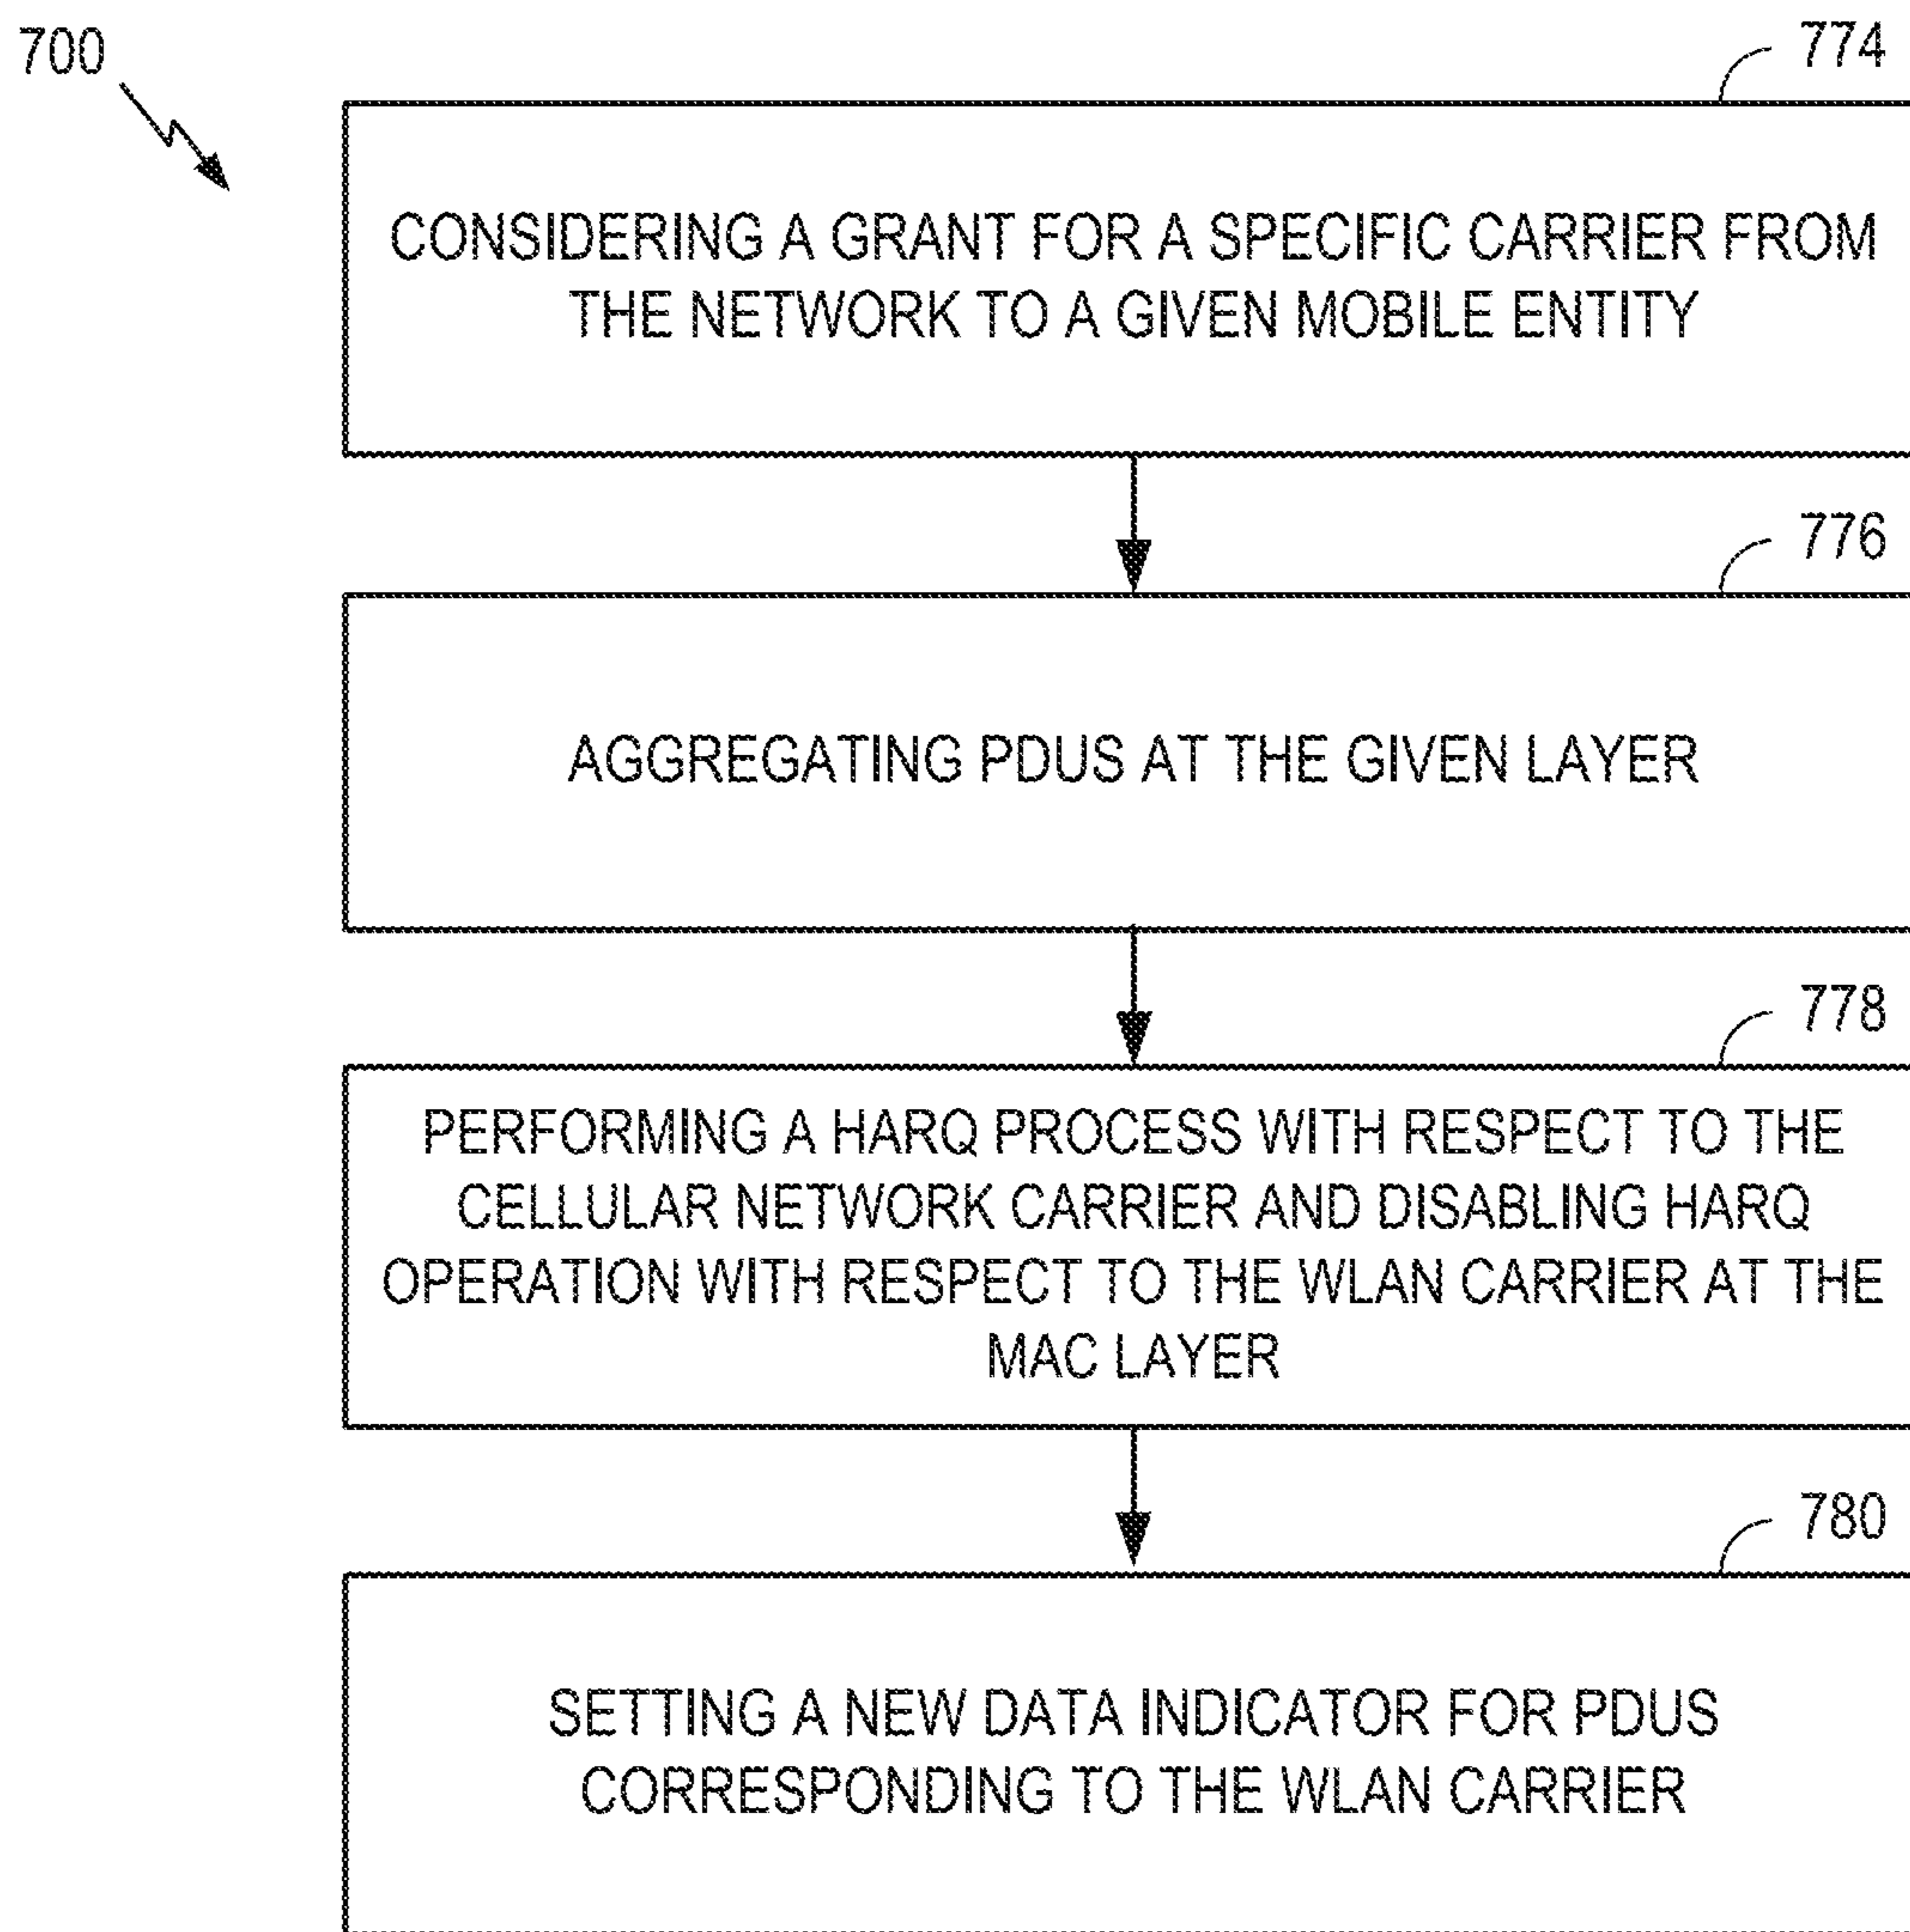 700
774
CONSIDERING A GRANT FOR A SPECIFIC CARRIER FROM
THE NETWORK TO A GIVEN MOBILE ENTITY
776
AGGREGATING PDUS AT THE GIVEN LAYER
778
PERFORMING A HARQ PROCESS WITH RESPECT TO THE
CELLULAR NETWORK CARRIER AND DISABLING HARQ
OPERATION WITH RESPECT TO THE WLAN CARRIER AT THE
MAC LAYER
780
SETTING A NEW DATA INDICATOR FOR PDUS
CORRESPONDING TO THE WLAN CARRIER